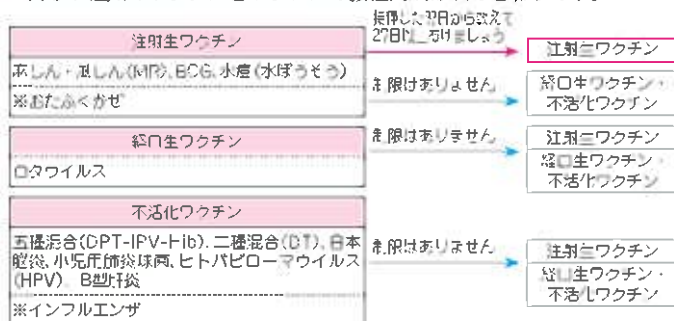 接種した翌日から数えて
27日以上あけましょう
注射生ワクチン
注射生ワクチン
麻しん・風しん(MR)、BCG、水痘(水ぼうそう)
※おたふくかぜ
制限はありません
経口生ワクチン・
不活化ワクチン
経口生ワクチン
制限はありません
注射生ワクチン
ロタウイルス
経口生ワクチン・
不活化ワクチン
不活化ワクチン
五種混合(DPT-IPV-Hib)、二種混合(DT)、日本
脳炎、小児用肺炎球菌、ヒトパピローマウイルス
(HPV)、B型肝炎
制限はありません
注射生ワクチン
経口生ワクチン・
不活化ワクチン
※インフルエンザ